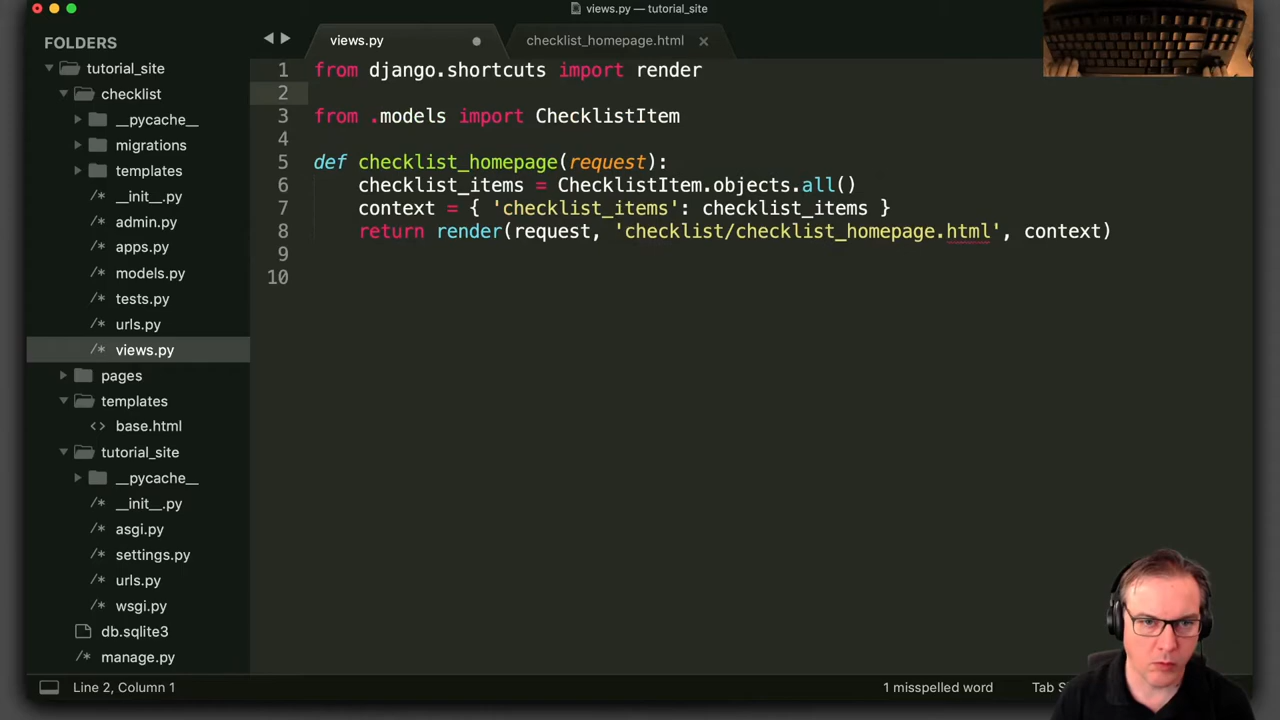 views.py — tutorial_site
FOLDERS
tutorial_site
checklist
__pycache__
migrations
templates
/* __init__.py
/* admin.py
/* apps.py
/* models.py
/* tests.py
/* urls.py
/* views.py
pages
templates
<> base.html
tutorial_site
__pycache__
/* __init__.py
/* asgi.py
/* settings.py
/* urls.py
/* wsgi.py
db.sqlite3
/* manage.py
views.py
checklist_homepage.html
1 from django.shortcuts import render
2
3 from .models import ChecklistItem
4
5 def checklist_homepage(request):
6 checklist_items = ChecklistItem.objects.all()
7 context = { 'checklist_items': checklist_items }
8 return render(request, 'checklist/checklist_homepage.html', context)
9
10
Line 2, Column 1
1 misspelled word
Tab